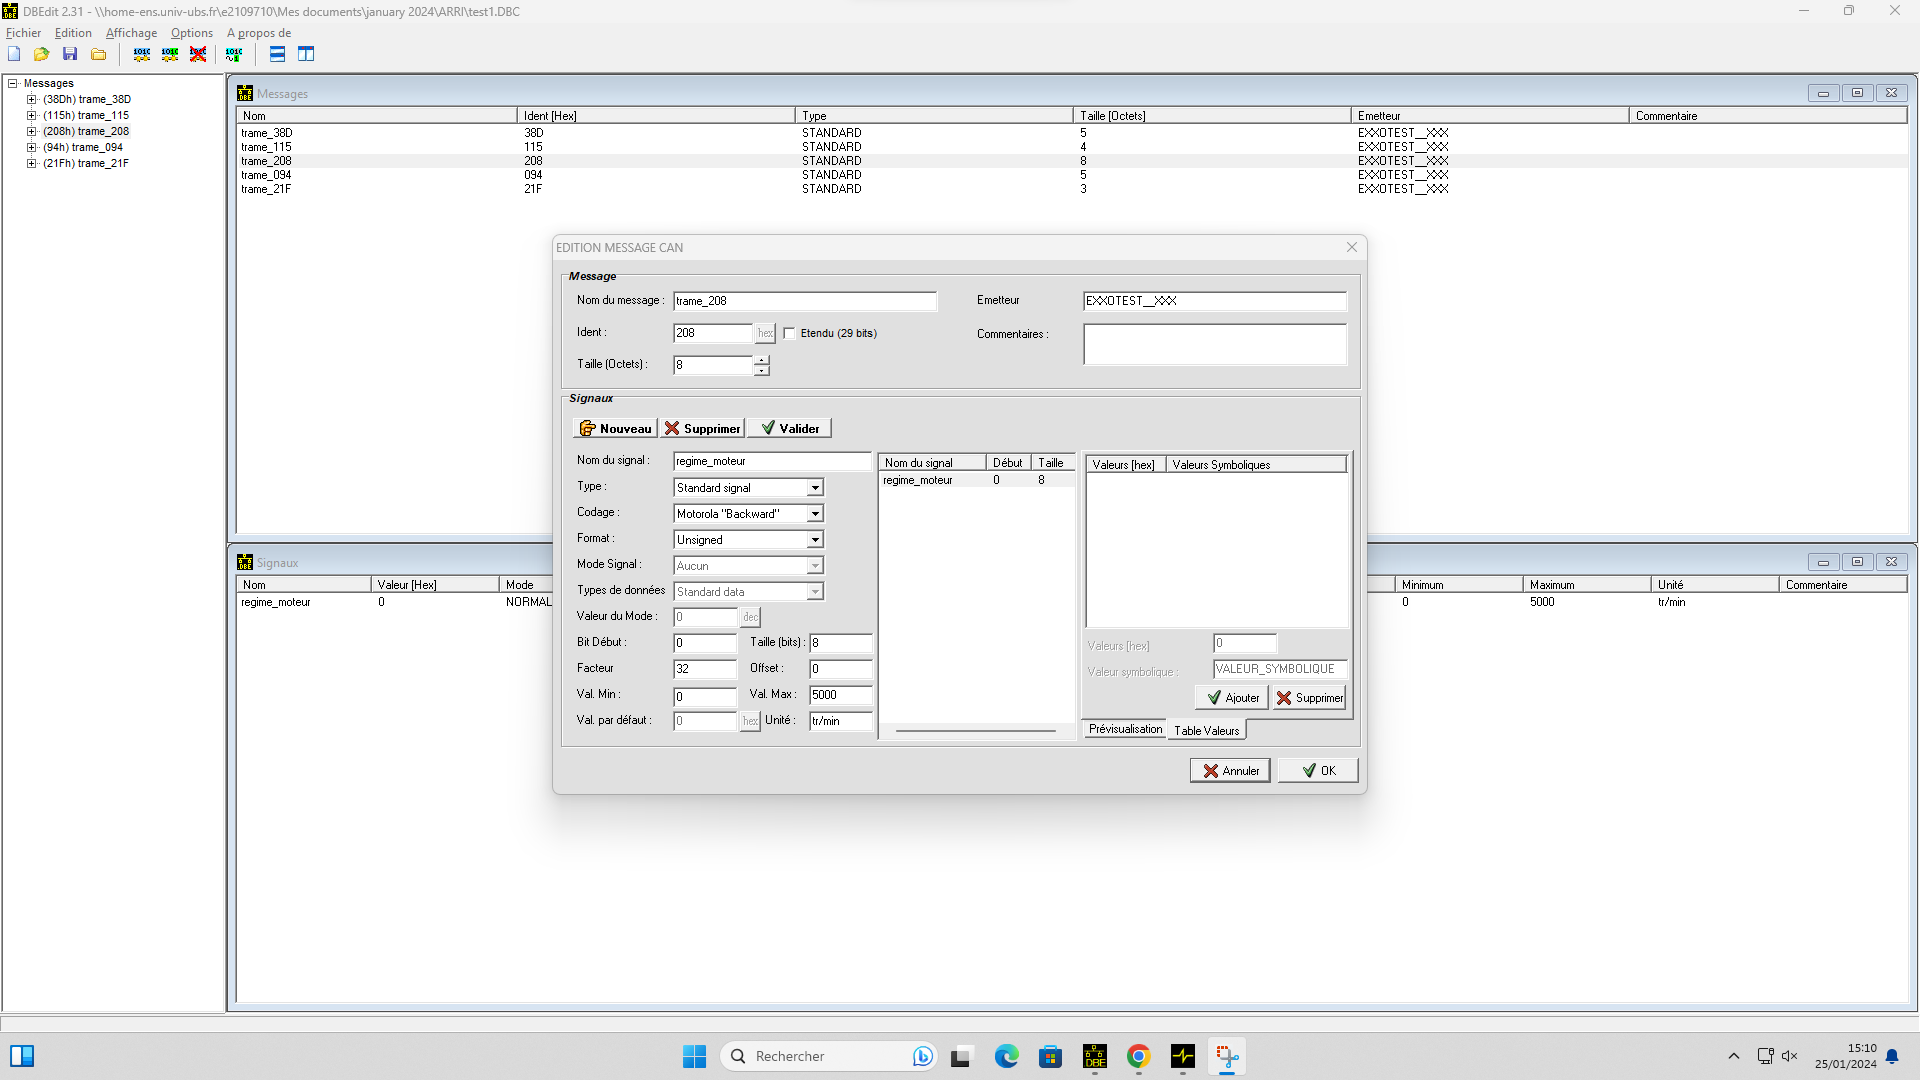 DBEdit 2.31 - \\home-ens.univ-ubs.fr\e2109710\Mes documents\january 2024\ARRI\test1.DBC
Fichier Edition Affichage Options A propos de
Messages
(38Dh) trame_38D
(115h) trame_115
(208h) trame_208
(94h) trame_094
(21Fh) trame_21F
Messages
Nom Ident [Hex] Type Taille [Octets] Emetteur Commentaire
trame_38D 38D STANDARD 5 EXXOTEST__XXX
trame_115 115 STANDARD 4 EXXOTEST__XXX
trame_208 208 STANDARD 8 EXXOTEST__XXX
trame_094 094 STANDARD 5 EXXOTEST__XXX
trame_21F 21F STANDARD 3 EXXOTEST__XXX
EDITION MESSAGE CAN
Message
Nom du message : trame_208 Emetteur EXXOTEST__XXX
Ident : 208 hex Etendu (29 bits) Commentaires :
Taille (Octets) : 8
Signaux
Nouveau Supprimer Valider
Nom du signal : regime_moteur
Type : Standard signal
Codage : Motorola "Backward"
Format : Unsigned
Mode Signal : Aucun
Types de données Standard data
Valeur du Mode : 0 dec
Bit Début : 0 Taille (bits) : 8
Facteur 32 Offset : 0
Val. Min : 0 Val. Max : 5000
Val. par défaut : 0 hex Unité : tr/min
Nom du signal Début Taille
regime_moteur 0 8
Valeurs [hex] Valeurs Symboliques
Valeurs [hex] 0
Valeur symbolique : VALEUR_SYMBOLIQUE
Ajouter Supprimer
Prévisualisation Table Valeurs
Annuler OK
Signaux
Nom Valeur [Hex] Mode Minimum Maximum Unité Commentaire
regime_moteur 0 NORMAL 0 5000 tr/min
Rechercher
15:10
25/01/2024